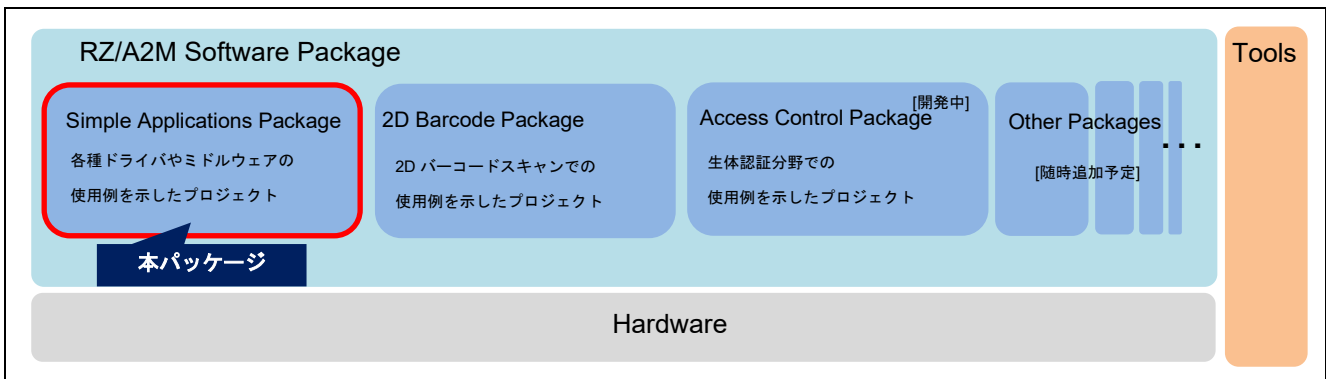 RZ/A2M Software Package
Tools
Simple Applications Package
各種ドライバやミドルウェアの
使用例を示したプロジェクト
本パッケージ
2D Barcode Package
2D バーコードスキャンでの
使用例を示したプロジェクト
[開発中]
Access Control Package
生体認証分野での
使用例を示したプロジェクト
Other Packages
...
[随時追加予定]
Hardware